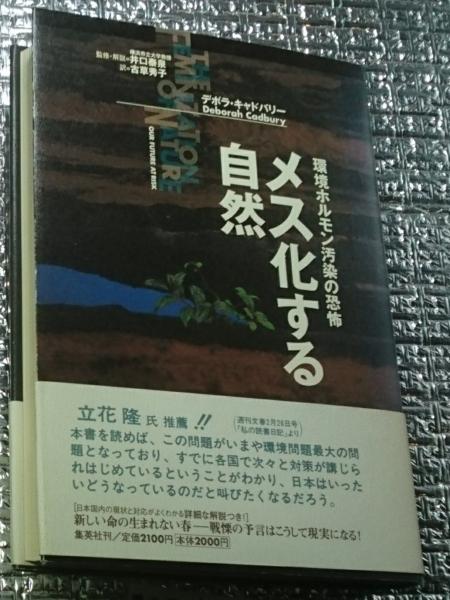 横浜市立大学教授
監修・解説=井口泰泉
訳=古草秀子
THE
FEMINIZATION
OF
NATURE
OUR FUTURE AT RISK
デボラ・キャドバリー
Deborah Cadbury
環境ホルモン汚染の恐怖
メス化する
自然
立花 隆 氏 推薦!!
(週刊文春2月26日号
「私の読書日記」より)
本書を読めば、この問題がいまや環境問題最大の問
題となっており、すでに各国で次々と対策が講じら
れはじめているということがわかり、日本はいった
いどうなっているのだと叫びたくなるだろう。
[日本国内の現状と対応がよくわかる詳細な解説つき!]
新しい命の生まれない春──戦慄の予言はこうして現実になる!
集英社刊/定価2100円 本体2000円